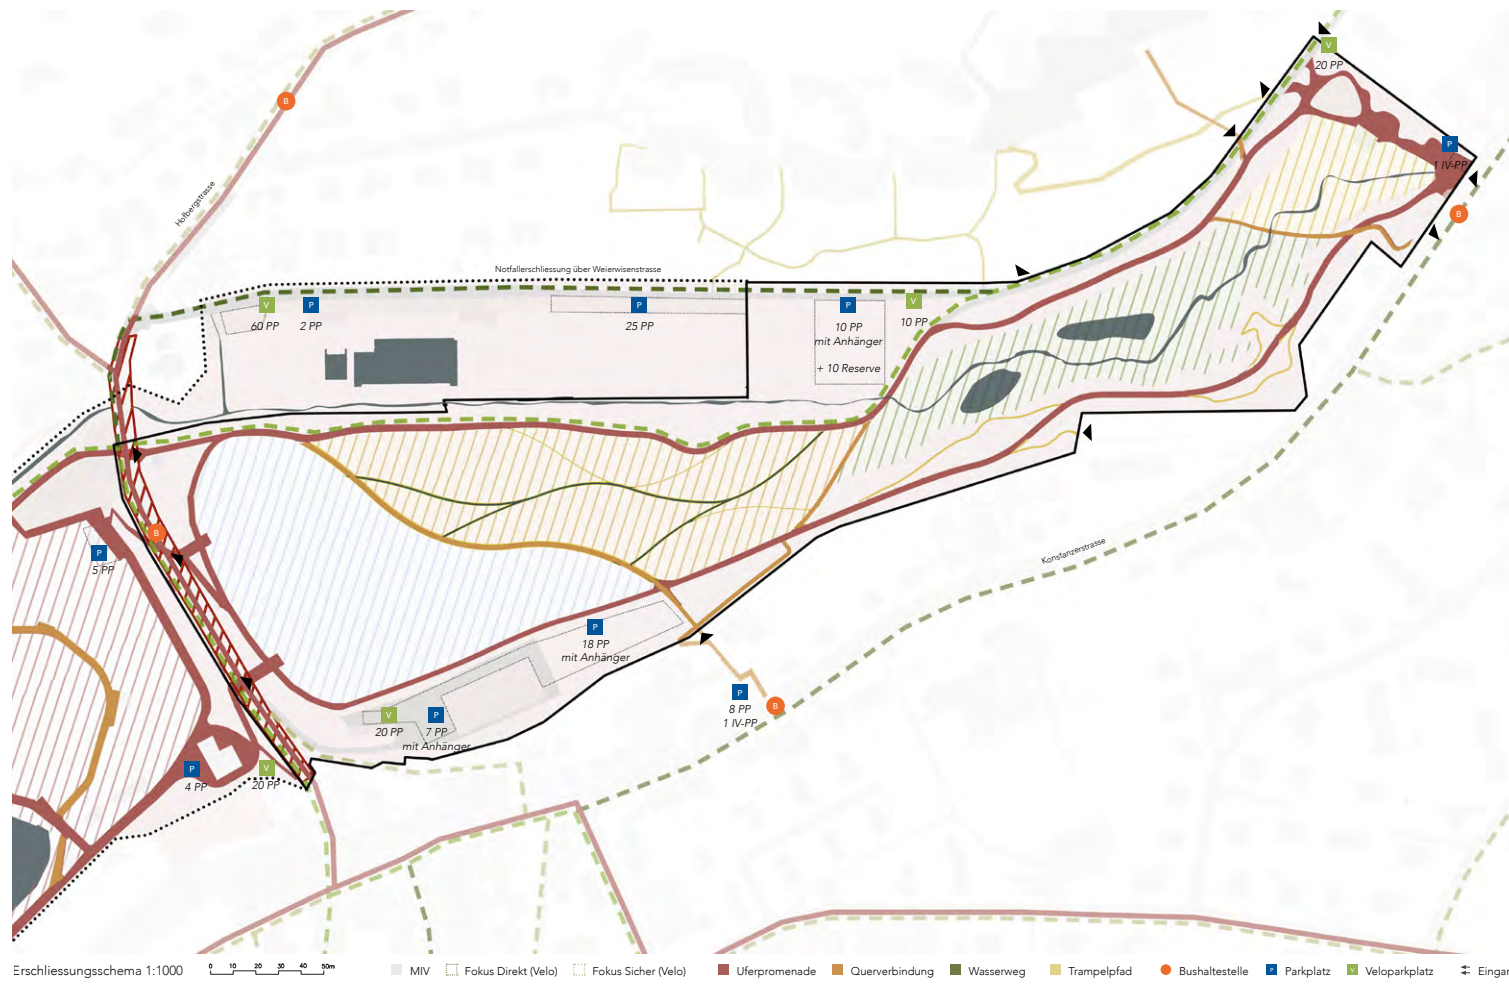 V
20 PP
B
P
1 IV-PP
Hofbergstrasse
B
Notfallerschliessung über Weierwisenstrasse
V
60 PP
P
2 PP
P
25 PP
P
10 PP
mit Anhänger
+ 10 Reserve
V
10 PP
B
P
5 PP
Konstanzerstrasse
P
18 PP
mit Anhänger
V
20 PP
P
7 PP
mit Anhänger
P
8 PP
1 IV-PP
B
P
4 PP
V
20 PP
Erschliessungsschema 1:1000
0 10 20 30 40 50m
MIV
Fokus Direkt (Velo)
Fokus Sicher (Velo)
Uferpromenade
Querverbindung
Wasserweg
Trampelpfad
B Bushaltestelle
P Parkplatz
V Veloparkplatz
Eingar